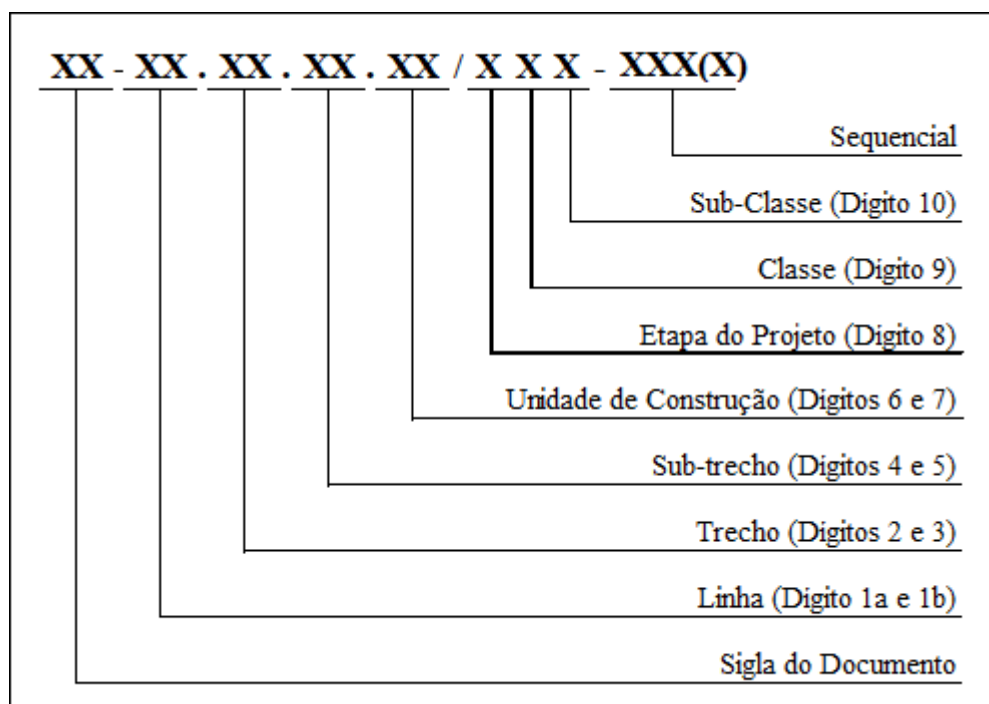 XX - XX . XX . XX . XX / X X X - XXX(X)
Sequencial
Sub-Classe (Digito 10)
Classe (Digito 9)
Etapa do Projeto (Digito 8)
Unidade de Construção (Digitos 6 e 7)
Sub-trecho (Digitos 4 e 5)
Trecho (Digitos 2 e 3)
Linha (Digito 1a e 1b)
Sigla do Documento